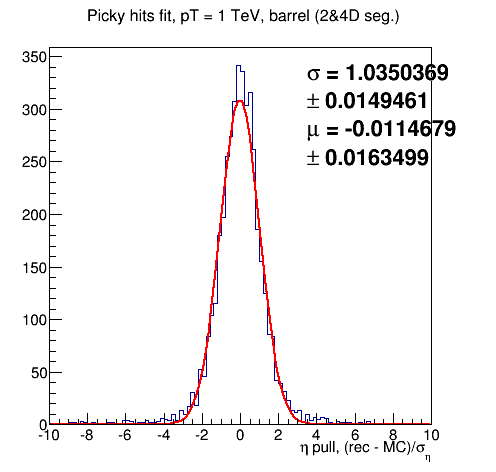 Picky hits fit, pT = 1 TeV, barrel (2&4D seg.)
σ = 1.0350369
± 0.0149461
μ = -0.0114679
± 0.0163499
350
300
250
200
150
100
50
0
-10 -8 -6 -4 -2 0 2 4 6 8 10
η pull, (rec - MC)/σ_η